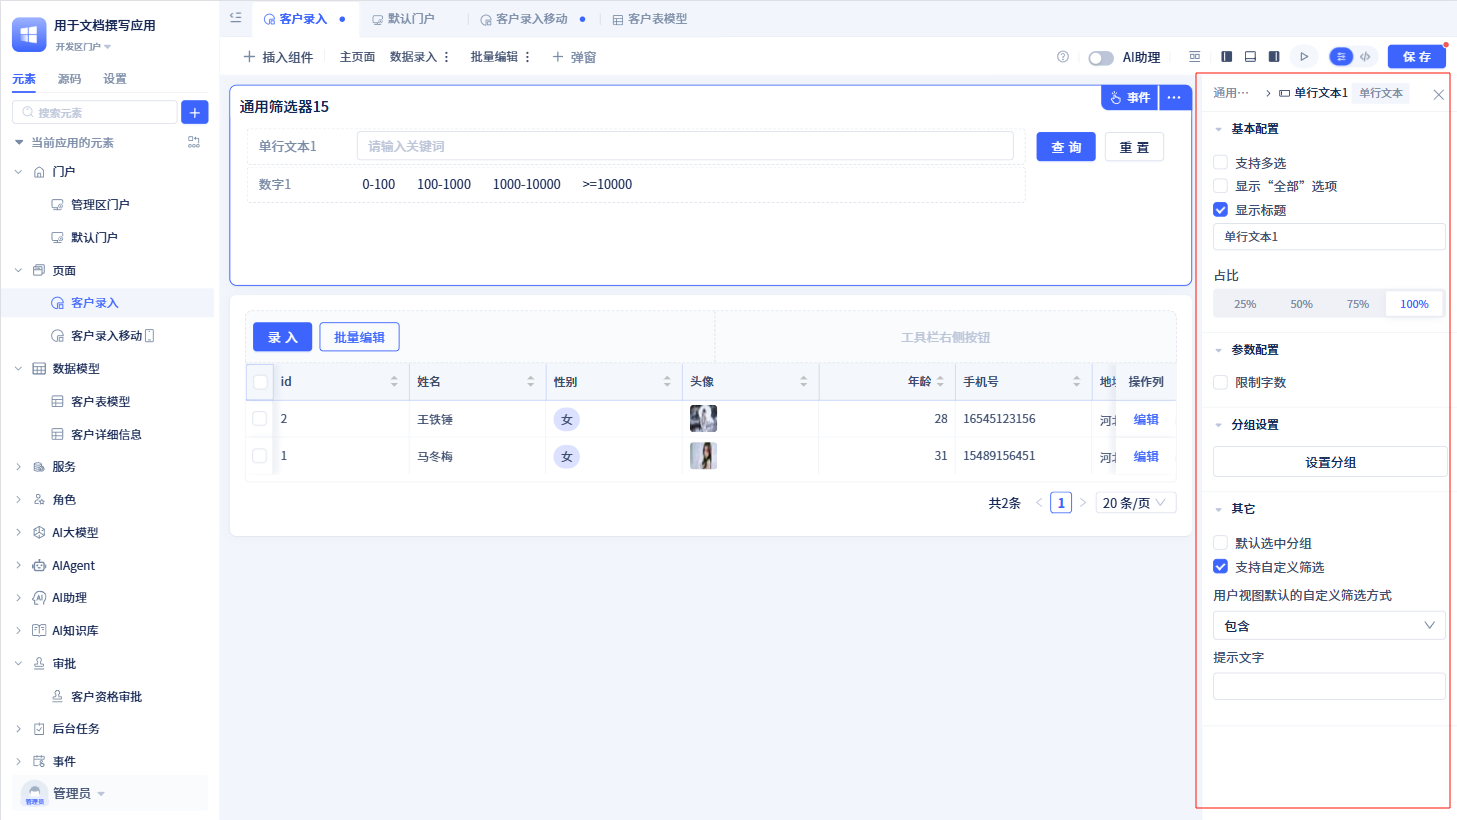 用于文档撰写应用
开发区门户
元素 源码 设置
搜索元素
当前应用的元素
门户
管理区门户
默认门户
页面
客户录入
客户录入移动
数据模型
客户表模型
客户详细信息
服务
角色
AI大模型
AIAgent
AI助理
AI知识库
审批
客户资格审批
后台任务
事件
管理员
管理员
客户录入 默认门户 客户录入移动 客户表模型
插入组件 主页面 数据录入 批量编辑 弹窗 AI助理 保 存
通用筛选器15 事件
单行文本1 请输入关键词 查 询 重 置
数字1 0-100 100-1000 1000-10000 >=10000
录 入 批量编辑 工具栏右侧按钮
id 姓名 性别 头像 年龄 手机号 操作列
2 王铁锤 女 28 16545123156 编辑
1 马冬梅 女 31 15489156451 编辑
共2条 1 20 条/页
通用··· 单行文本1 单行文本
基本配置
支持多选
显示“全部”选项
显示标题
单行文本1
占比
25% 50% 75% 100%
参数配置
限制字数
分组设置
设置分组
其它
默认选中分组
支持自定义筛选
用户视图默认的自定义筛选方式
包含
提示文字